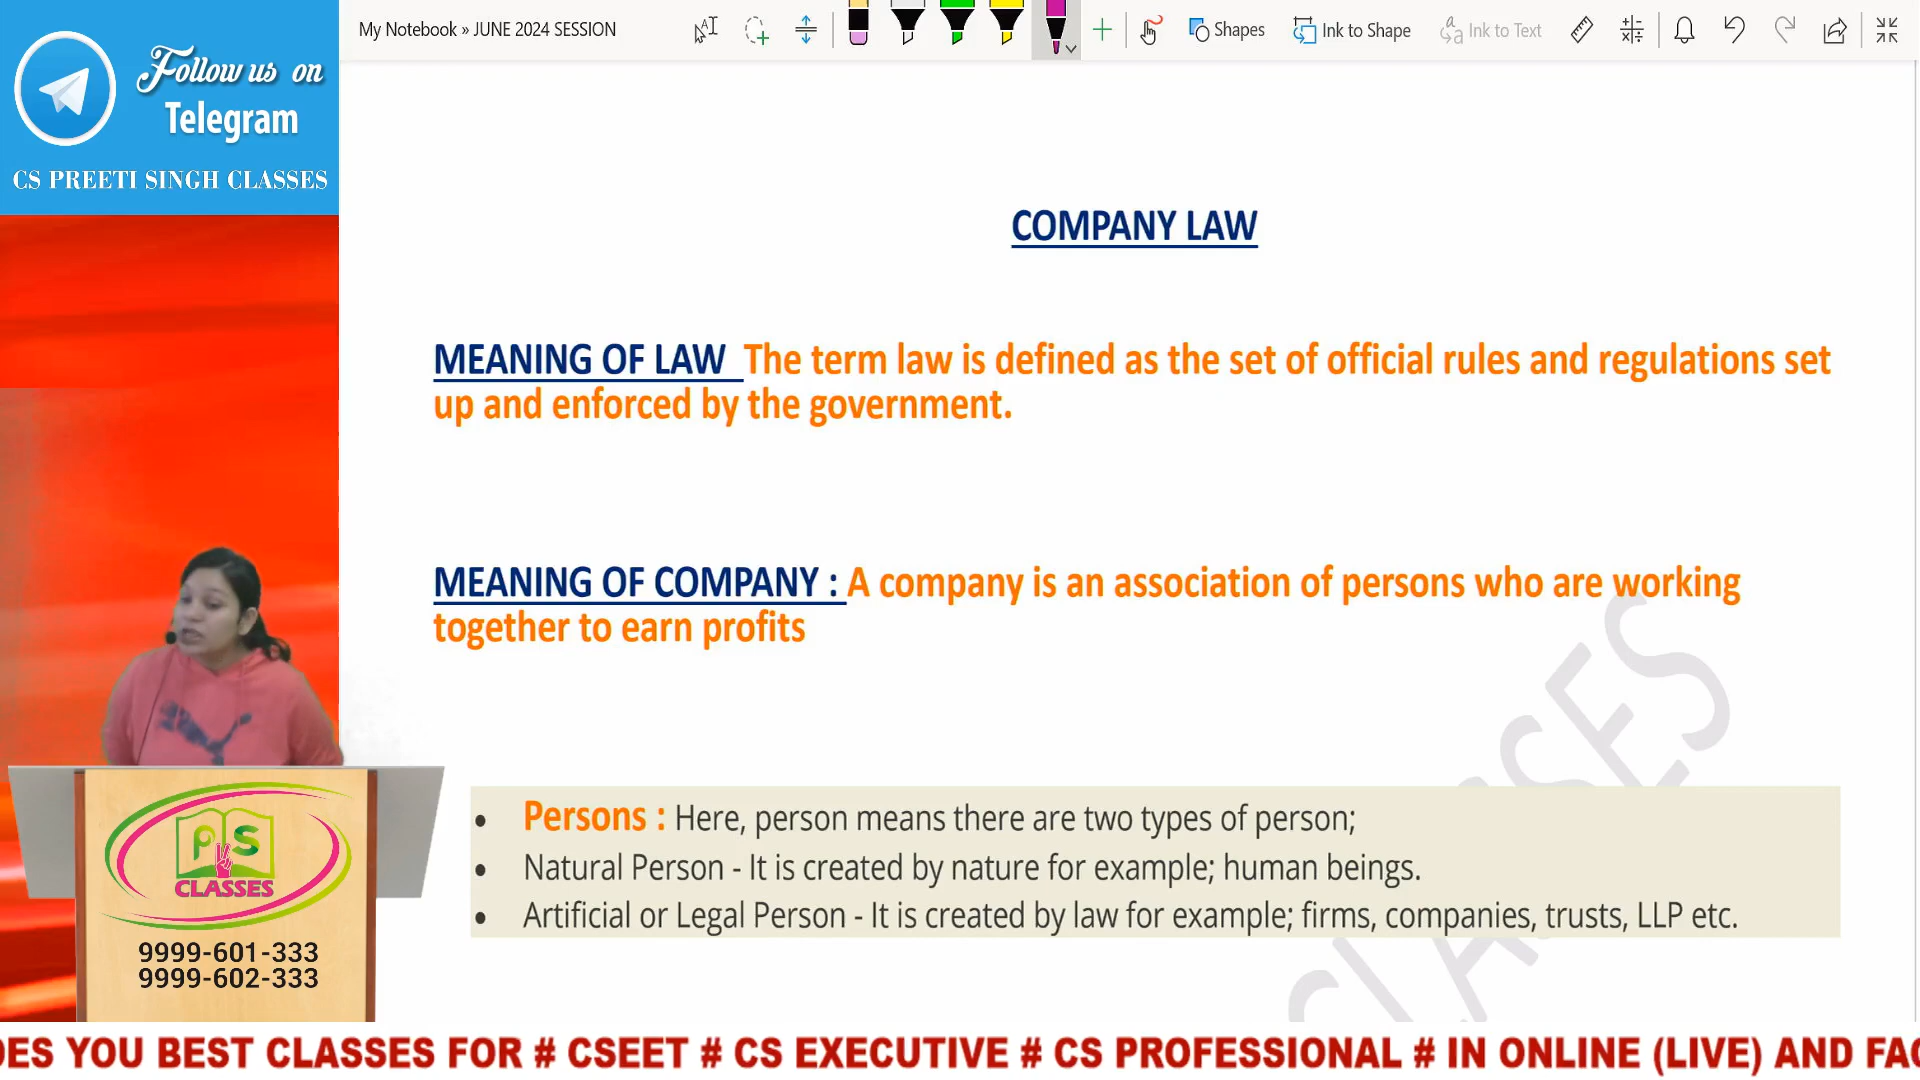 My Notebook » JUNE 2024 SESSION
Shapes
Ink to Shape
Ink to Text
Follow us on
Telegram
CS PREETI SINGH CLASSES
COMPANY LAW
MEANING OF LAW The term law is defined as the set of official rules and regulations set
up and enforced by the government.
MEANING OF COMPANY : A company is an association of persons who are working
together to earn profits
• Persons : Here, person means there are two types of person;
• Natural Person - It is created by nature for example; human beings.
• Artificial or Legal Person - It is created by law for example; firms, companies, trusts, LLP etc.
CLASSES
PS
CLASSES
9999-601-333
9999-602-333
DES YOU BEST CLASSES FOR # CSEET # CS EXECUTIVE # CS PROFESSIONAL # IN ONLINE (LIVE) AND FAC